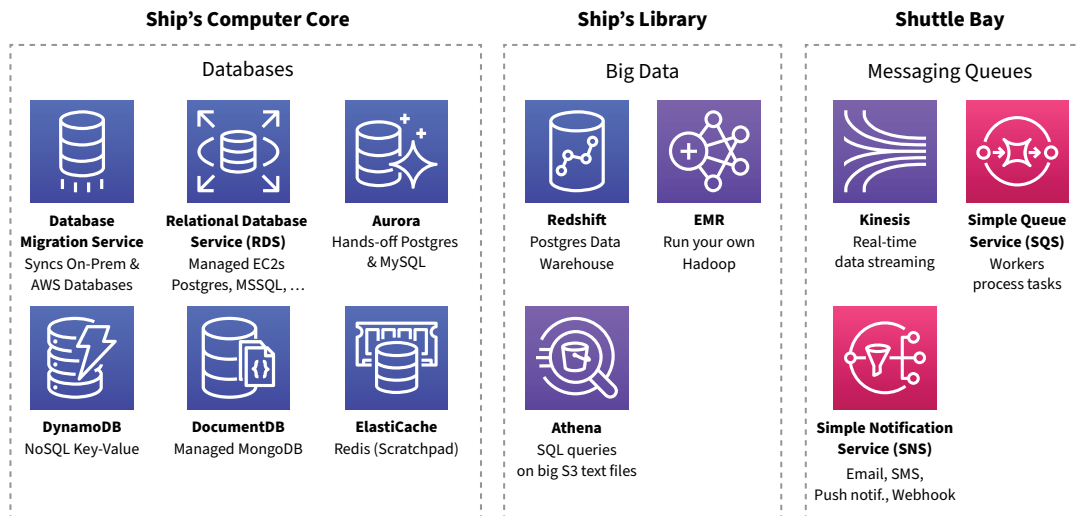 Ship’s Computer Core
Databases
Database
Migration Service
Syncs On-Prem &
AWS Databases
Relational Database
Service (RDS)
Managed EC2s
Postgres, MSSQL, …
Aurora
Hands-off Postgres
& MySQL
DynamoDB
NoSQL Key-Value
DocumentDB
Managed MongoDB
ElastiCache
Redis (Scratchpad)
Ship’s Library
Big Data
Redshift
Postgres Data
Warehouse
EMR
Run your own
Hadoop
Athena
SQL queries
on big S3 text files
Shuttle Bay
Messaging Queues
Kinesis
Real-time
data streaming
Simple Queue
Service (SQS)
Workers
process tasks
Simple Notification
Service (SNS)
Email, SMS,
Push notif., Webhook